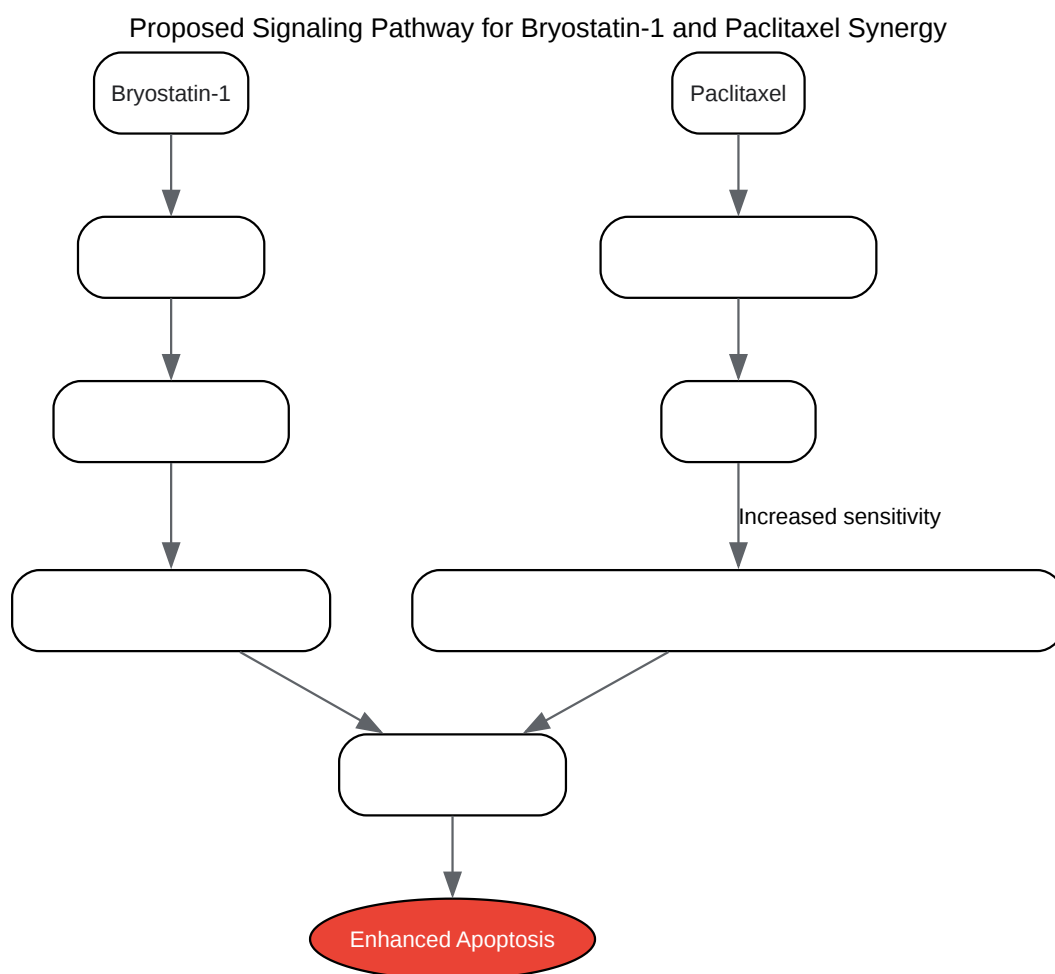 Proposed Signaling Pathway for Bryostatin-1 and Paclitaxel Synergy
Bryostatin-1
Paclitaxel
Increased sensitivity
Enhanced Apoptosis